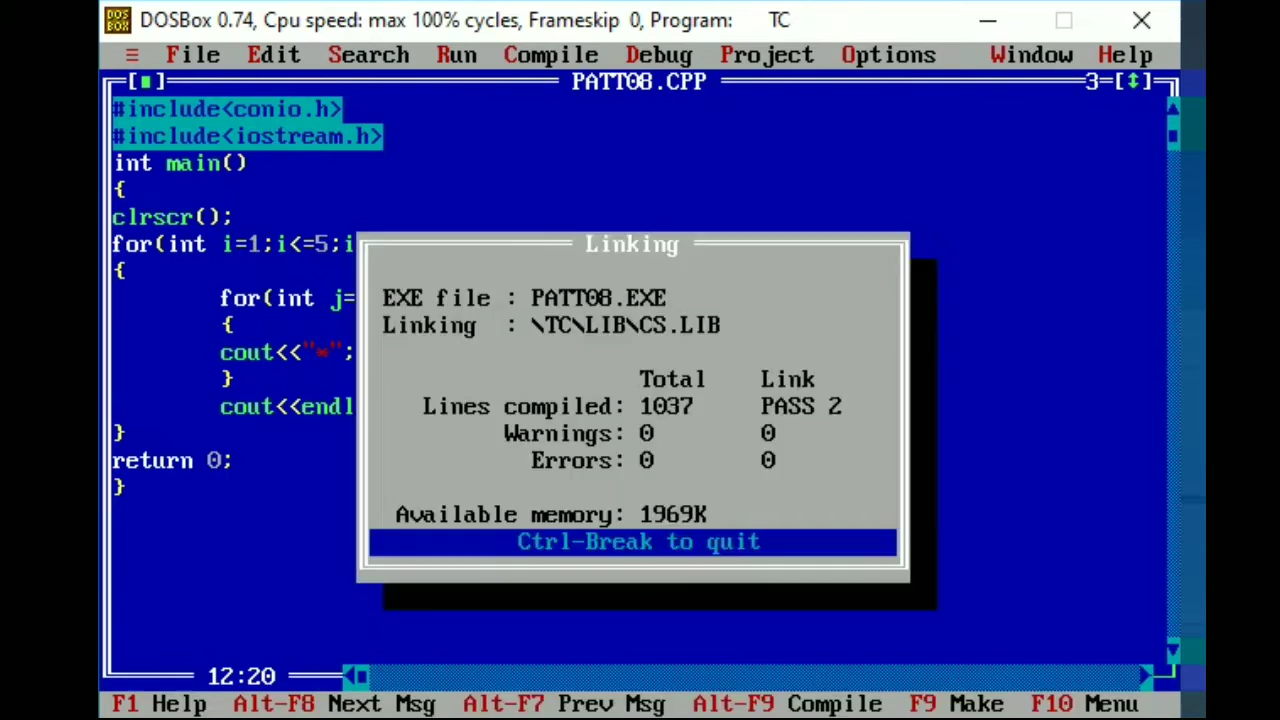 DOS BOX DOSBox 0.74, Cpu speed: max 100% cycles, Frameskip 0, Program: TC
File Edit Search Run Compile Debug Project Options Window Help
PATT08.CPP 3
#include<conio.h>
#include<iostream.h>
int main()
{
clrscr();
for(int i=1;i<=5;i
{
for(int j=
{
cout<<"*";
}
cout<<endl
}
return 0;
}
Linking
EXE file : PATT08.EXE
Linking : \TC\LIB\CS.LIB
Total Link
Lines compiled: 1037 PASS 2
Warnings: 0 0
Errors: 0 0
Available memory: 1969K
Ctrl-Break to quit
12:20
F1 Help Alt-F8 Next Msg Alt-F7 Prev Msg Alt-F9 Compile F9 Make F10 Menu